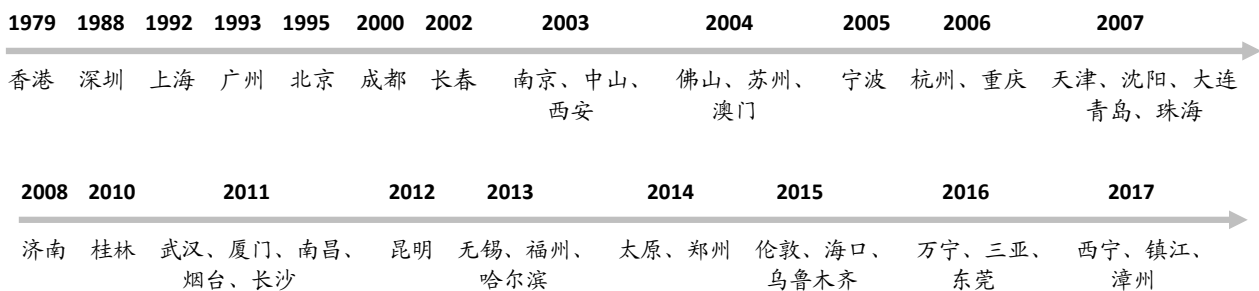 1979 1988 1992 1993 1995 2000 2002 2003 2004 2005 2006 2007
香港 深圳 上海 广州 北京 成都 长春 南京、中山、 佛山、苏州、 宁波 杭州、重庆 天津、沈阳、大连
西安 澳门 青岛、珠海
2008 2010 2011 2012 2013 2014 2015 2016 2017
济南 桂林 武汉、厦门、南昌、 昆明 无锡、福州、 太原、郑州 伦敦、海口、 万宁、三亚、 西宁、镇江、
烟台、长沙 哈尔滨 乌鲁木齐 东莞 漳州